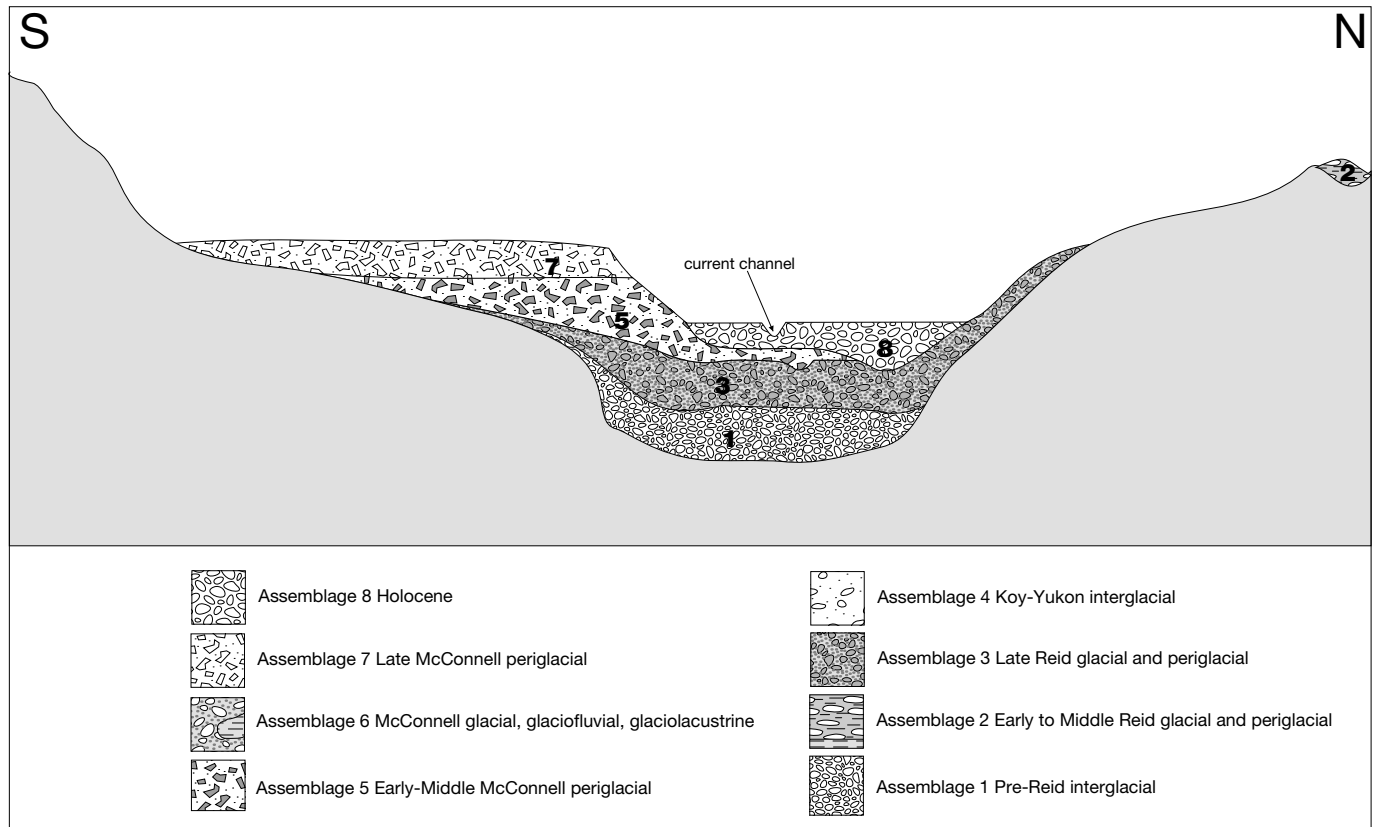 S
N
2
7
current channel
5
8
3
1
Assemblage 8 Holocene
Assemblage 7 Late McConnell periglacial
Assemblage 6 McConnell glacial, glaciofluvial, glaciolacustrine
Assemblage 5 Early-Middle McConnell periglacial
Assemblage 4 Koy-Yukon interglacial
Assemblage 3 Late Reid glacial and periglacial
Assemblage 2 Early to Middle Reid glacial and periglacial
Assemblage 1 Pre-Reid interglacial